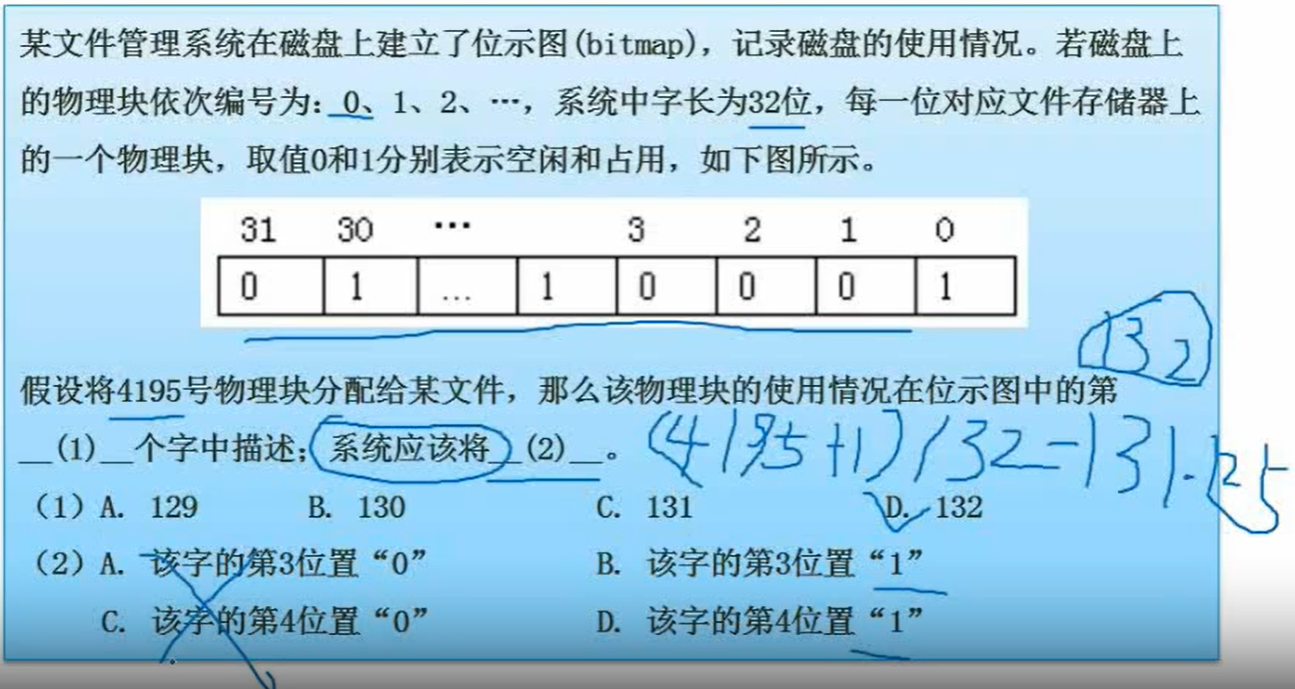 某文件管理系统在磁盘上建立了位示图(bitmap)，记录磁盘的使用情况。若磁盘上
的物理块依次编号为：0、1、2、…，系统中字长为32位，每一位对应文件存储器上
的一个物理块，取值0和1分别表示空闲和占用，如下图所示。
31 30 … 3 2 1 0
0 1 … 1 0 0 0 1
132
假设将4195号物理块分配给某文件，那么该物理块的使用情况在位示图中的第
__(1)__个字中描述；系统应该将__(2)__。 (4195+1)/32=131.125
（1）A. 129 B. 130 C. 131 D. 132
（2）A. 该字的第3位置“0” B. 该字的第3位置“1”
C. 该字的第4位置“0” D. 该字的第4位置“1”